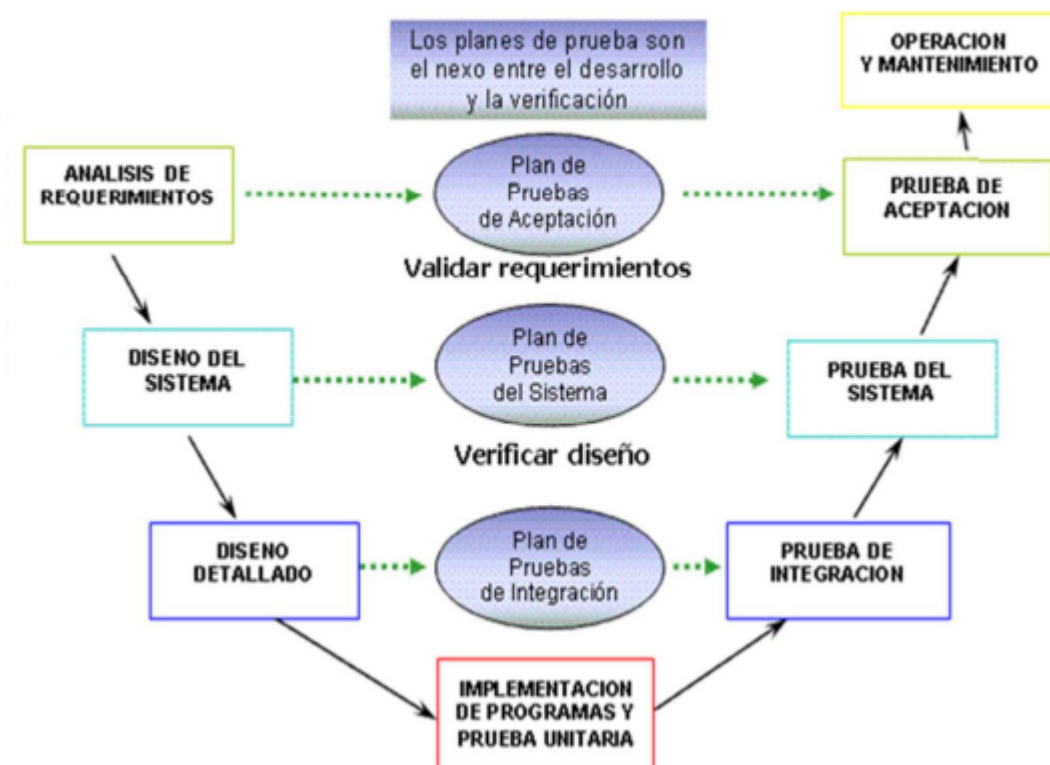 Los planes de prueba son
el nexo entre el desarrollo
y la verificación
OPERACION
Y MANTENIMIENTO
ANALISIS DE
REQUERIMIENTOS
Plan de
Pruebas
de Aceptación
PRUEBA DE
ACEPTACION
Validar requerimientos
DISENO DEL
SISTEMA
Plan de
Pruebas
del Sistema
PRUEBA DEL
SISTEMA
Verificar diseño
DISENO
DETALLADO
Plan de
Pruebas
de Integración
PRUEBA DE
INTEGRACION
IMPLEMENTACION
DE PROGRAMAS Y
PRUEBA UNITARIA